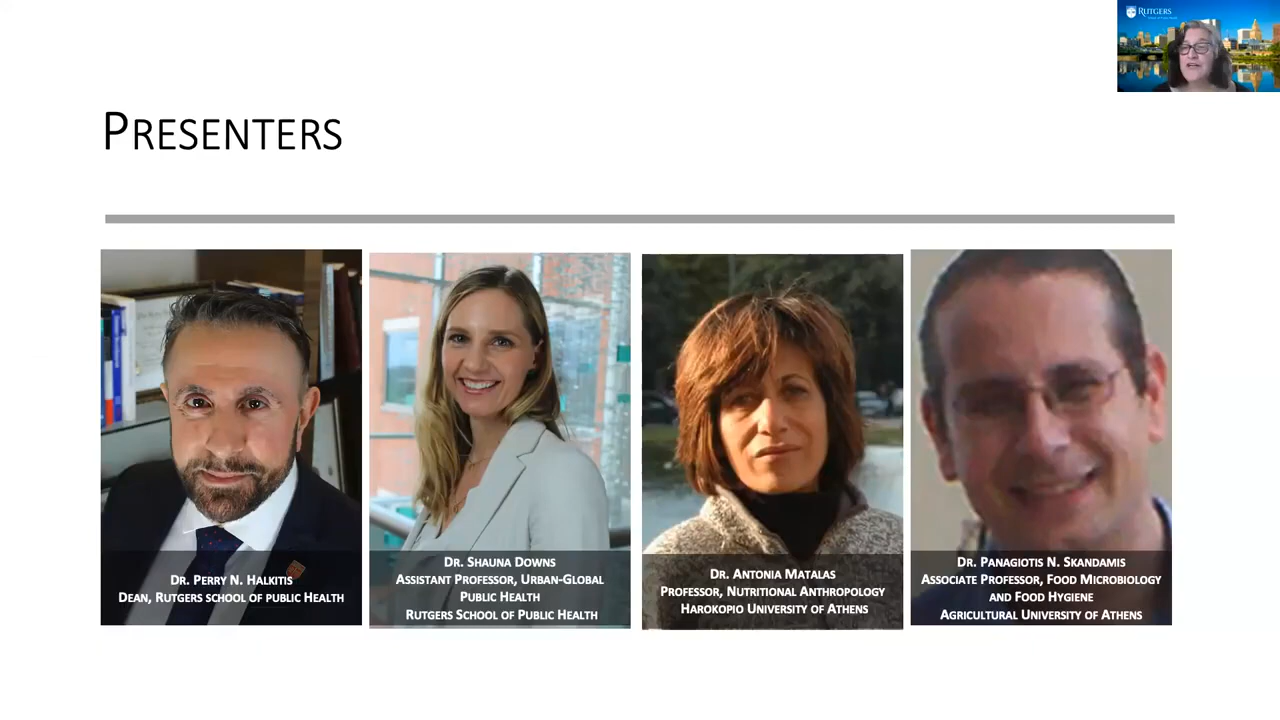 RUTGERS
PRESENTERS
DR. PERRY N. HALKITIS
DEAN, RUTGERS SCHOOL OF PUBLIC HEALTH
DR. SHAUNA DOWNS
ASSISTANT PROFESSOR, URBAN-GLOBAL
PUBLIC HEALTH
RUTGERS SCHOOL OF PUBLIC HEALTH
DR. ANTONIA MATALAS
PROFESSOR, NUTRITIONAL ANTHROPOLOGY
HAROKOPIO UNIVERSITY OF ATHENS
DR. PANAGIOTIS N. SKANDAMIS
ASSOCIATE PROFESSOR, FOOD MICROBIOLOGY
AND FOOD HYGIENE
AGRICULTURAL UNIVERSITY OF ATHENS